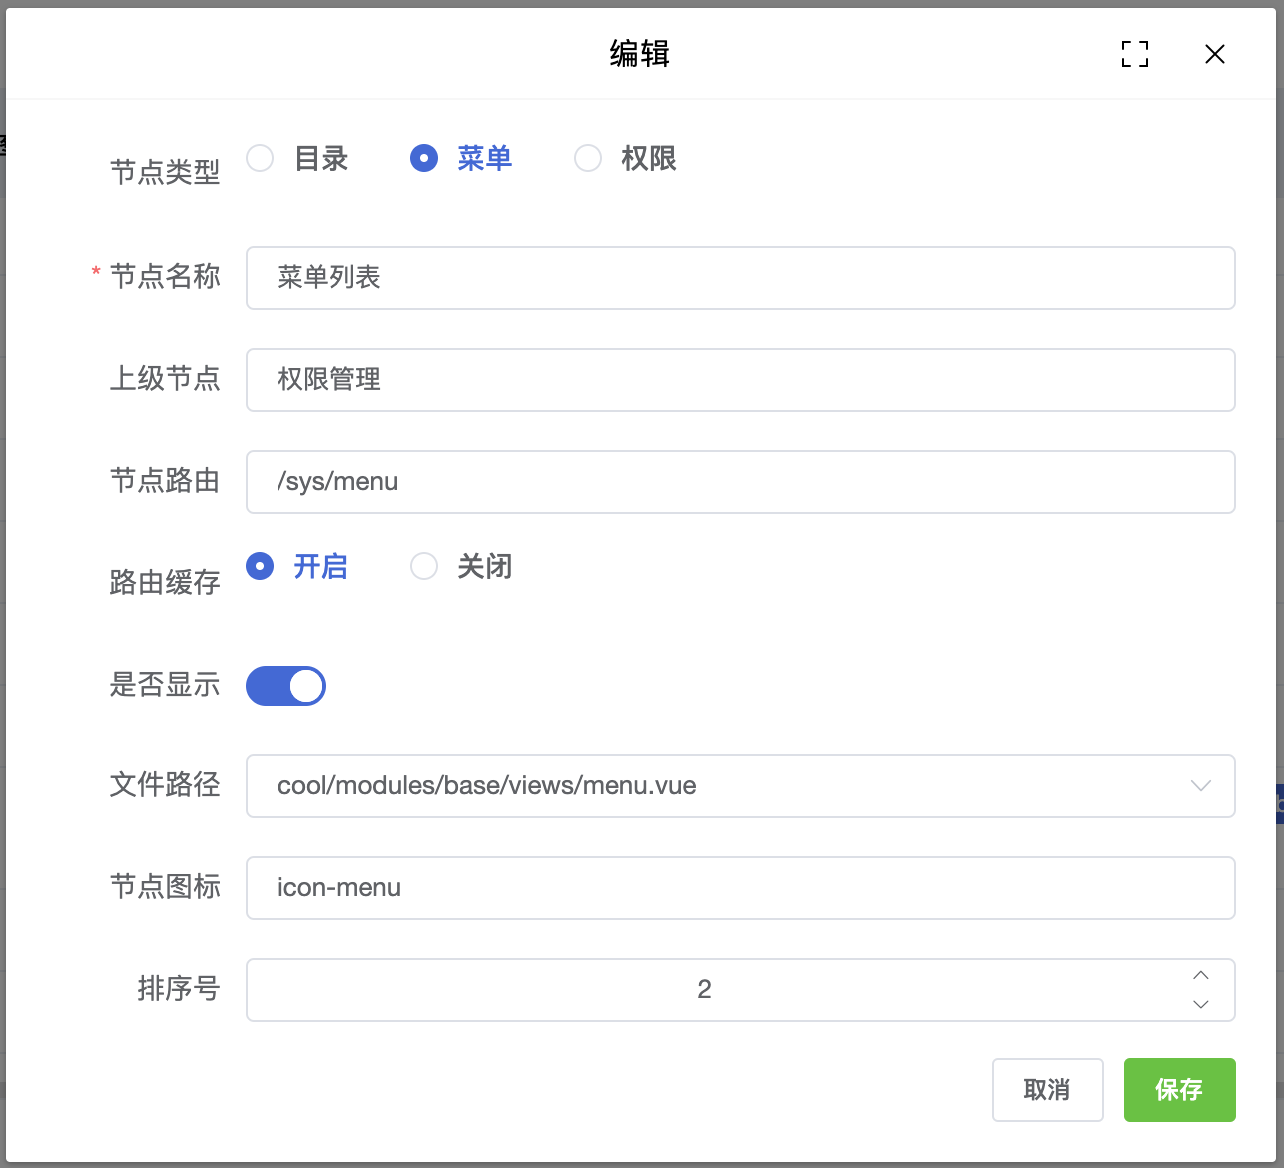 编辑
节点类型 目录 菜单 权限
* 节点名称 菜单列表
上级节点 权限管理
节点路由 /sys/menu
路由缓存 开启 关闭
是否显示
文件路径 cool/modules/base/views/menu.vue
节点图标 icon-menu
排序号 2
取消 保存